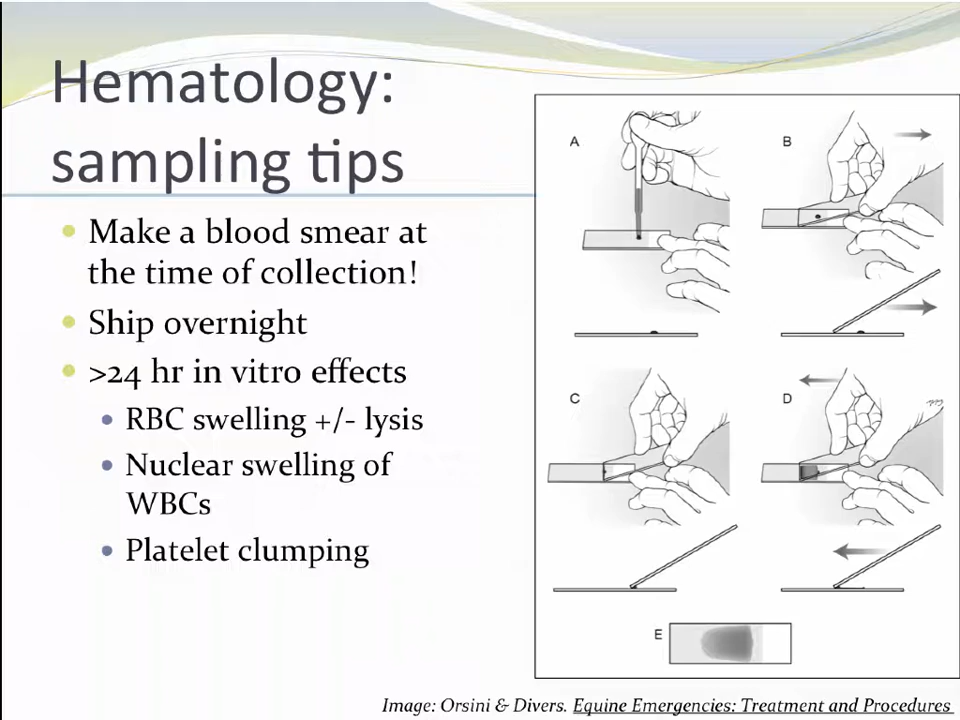 Hematology:
sampling tips
Make a blood smear at
the time of collection!
Ship overnight
>24 hr in vitro effects
RBC swelling +/- lysis
Nuclear swelling of
WBCs
Platelet clumping
A
B
C
D
E
Image: Orsini & Divers. Equine Emergencies: Treatment and Procedures